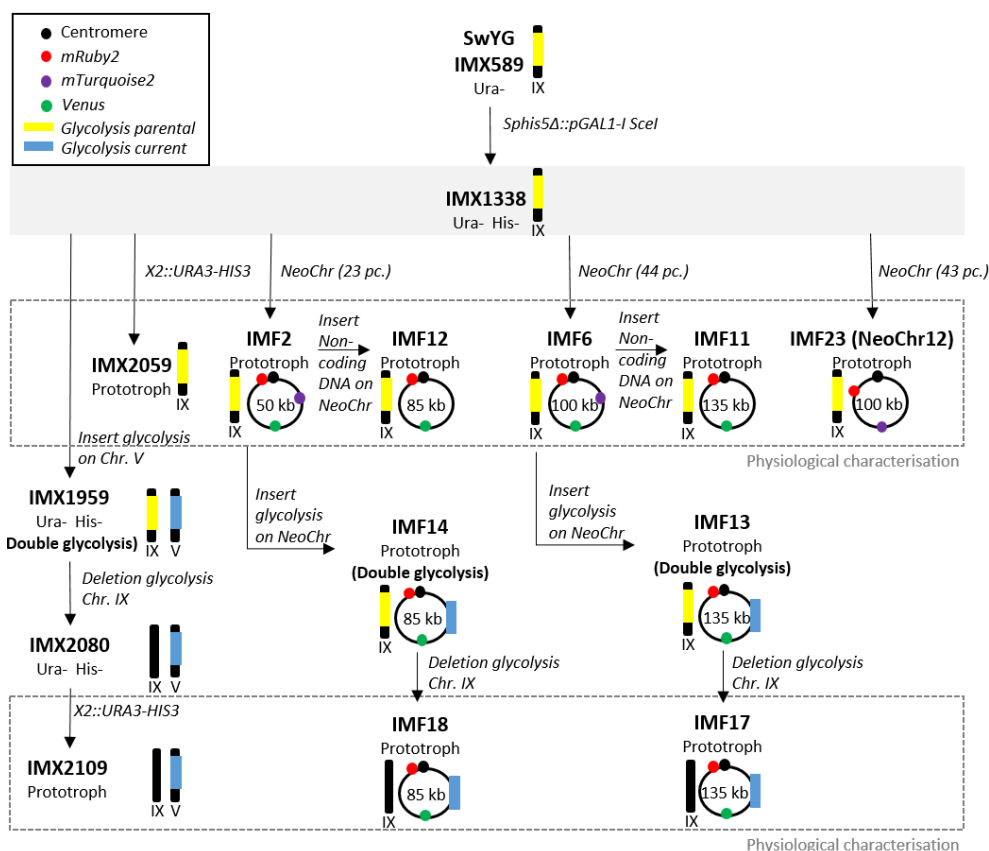 Centromere
mRuby2
mTurquoise2
Venus
Glycolysis parental
Glycolysis current
SwYG
IMX589
Ura-
IX
Sphis5Δ::pGAL1-I SceI
IMX1338
Ura- His-
IX
X2::URA3-HIS3
NeoChr (23 pc.)
NeoChr (44 pc.)
NeoChr (43 pc.)
IMX2059
Prototroph
IX
IMF2
Prototroph
50 kb
IX
Insert
Non-
coding
DNA on
NeoChr
IMF12
Prototroph
85 kb
IX
IMF6
Prototroph
100 kb
IX
Insert
Non-
coding
DNA on
NeoChr
IMF11
Prototroph
135 kb
IX
IMF23 (NeoChr12)
Prototroph
100 kb
IX
Physiological characterisation
Insert glycolysis
on Chr. V
IMX1959
Ura- His-
Double glycolysis)
IX V
Insert
glycolysis
on NeoChr
IMF14
Prototroph
(Double glycolysis)
85 kb
IX
Insert
glycolysis
on NeoChr
IMF13
Prototroph
(Double glycolysis)
135 kb
IX
Deletion glycolysis
Chr. IX
IMX2080
Ura- His-
IX V
Deletion glycolysis
Chr. IX
Deletion glycolysis
Chr. IX
X2::URA3-HIS3
IMX2109
Prototroph
IX V
IMF18
Prototroph
85 kb
IX
IMF17
Prototroph
135 kb
IX
Physiological characterisation